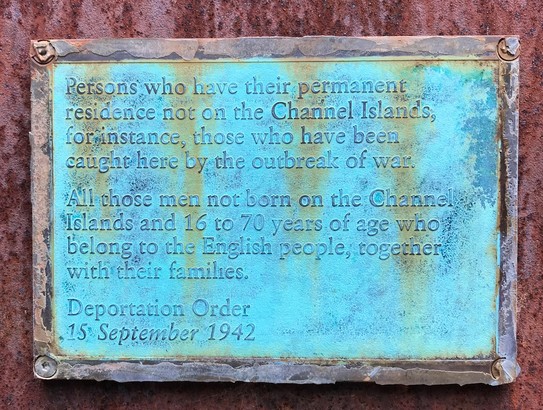 Persons who have their permanent
residence not on the Channel Islands,
for instance, those who have been
caught here by the outbreak of war.
All those men not born on the Channel
Islands and 16 to 70 years of age who
belong to the English people, together
with their families.
Deportation Order
15 September 1942